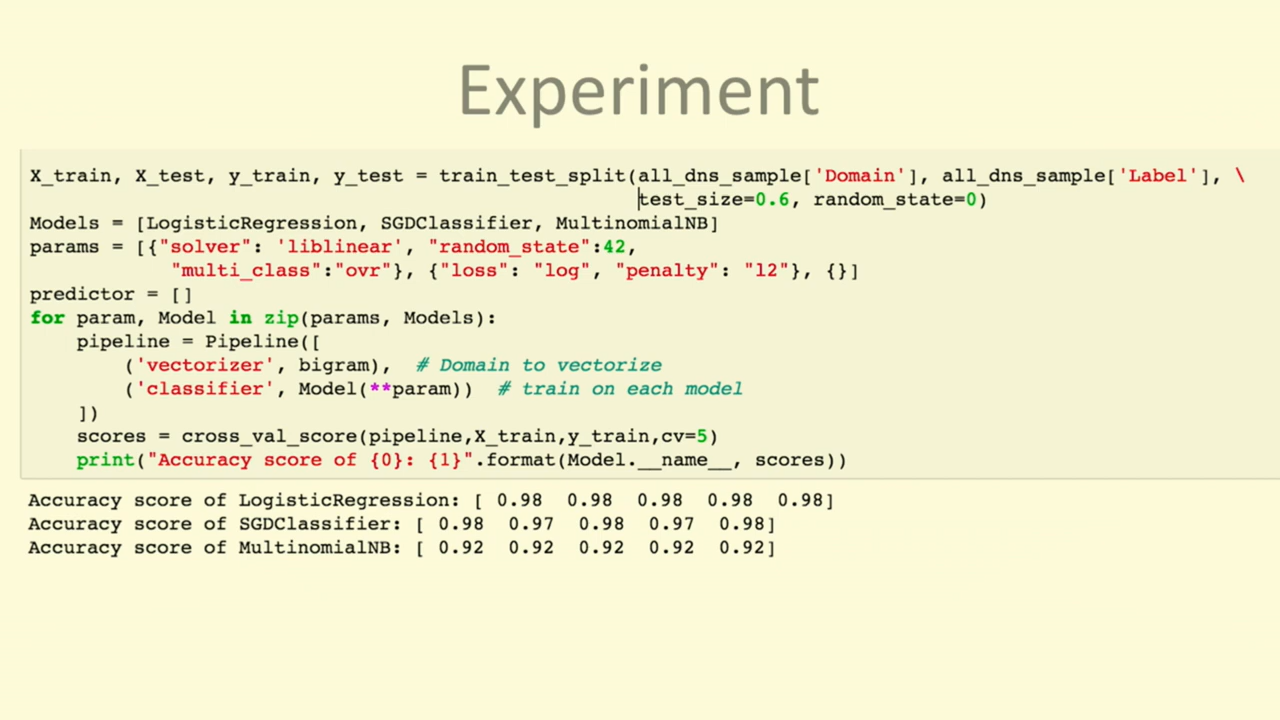 Experiment
X_train, X_test, y_train, y_test = train_test_split(all_dns_sample['Domain'], all_dns_sample['Label'], \
test_size=0.6, random_state=0)
Models = [LogisticRegression, SGDClassifier, MultinomialNB]
params = [{"solver": 'liblinear', "random_state":42,
"multi_class":"ovr"}, {"loss": "log", "penalty": "l2"}, {}]
predictor = []
for param, Model in zip(params, Models):
pipeline = Pipeline([
('vectorizer', bigram),  # Domain to vectorize
('classifier', Model(**param))  # train on each model
])
scores = cross_val_score(pipeline,X_train,y_train,cv=5)
print("Accuracy score of {0}: {1}".format(Model.__name__, scores))
Accuracy score of LogisticRegression: [ 0.98  0.98  0.98  0.98  0.98]
Accuracy score of SGDClassifier: [ 0.98  0.97  0.98  0.97  0.98]
Accuracy score of MultinomialNB: [ 0.92  0.92  0.92  0.92  0.92]